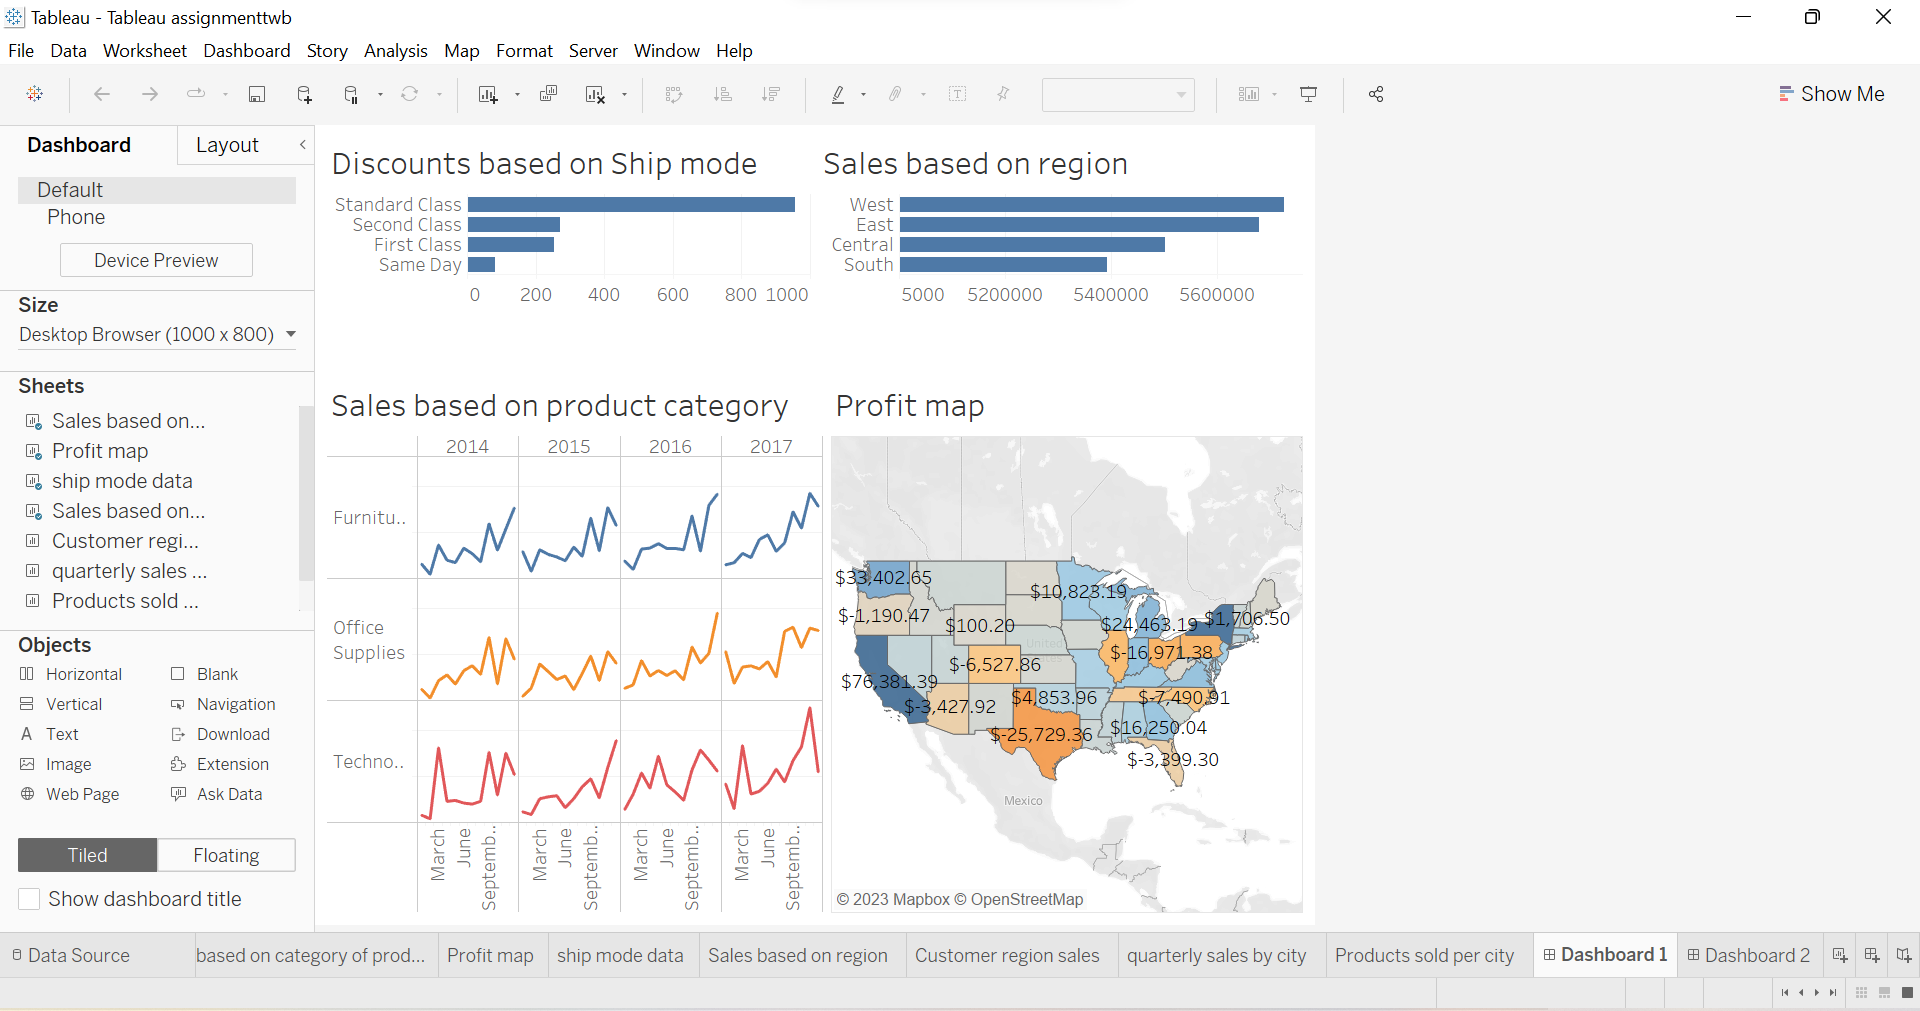 Tableau - Tableau assignmenttwb
File Data Worksheet Dashboard Story Analysis Map Format Server Window Help
Show Me
Dashboard Layout
Default
Phone
Device Preview
Size
Desktop Browser (1000 x 800)
Sheets
Sales based on...
Profit map
ship mode data
Sales based on...
Customer regi...
quarterly sales ...
Products sold ...
Objects
Horizontal Blank
Vertical Navigation
A Text Download
Image Extension
Web Page Ask Data
Tiled Floating
Show dashboard title
Discounts based on Ship mode
Standard Class
Second Class
First Class
Same Day
0 200 400 600 800 1000
Sales based on region
West
East
Central
South
5000 5200000 5400000 5600000
Sales based on product category
2014 2015 2016 2017
Furnitu..
Office
Supplies
Techno..
March June Septemb.. March June Septemb.. March June Septemb.. March June Septemb..
Profit map
$33,402.65
$10,823.19
$-1,190.47
$100.20
$24,463.19
$1,706.50
United
$-16,971.38
$-6,527.86
$76,381.39
$4,853.96
$-7,490.91
$-3,427.92
$16,250.04
$-25,729.36
$-3,399.30
Mexico
© 2023 Mapbox © OpenStreetMap
Data Source based on category of prod... Profit map ship mode data Sales based on region Customer region sales quarterly sales by city Products sold per city Dashboard 1 Dashboard 2